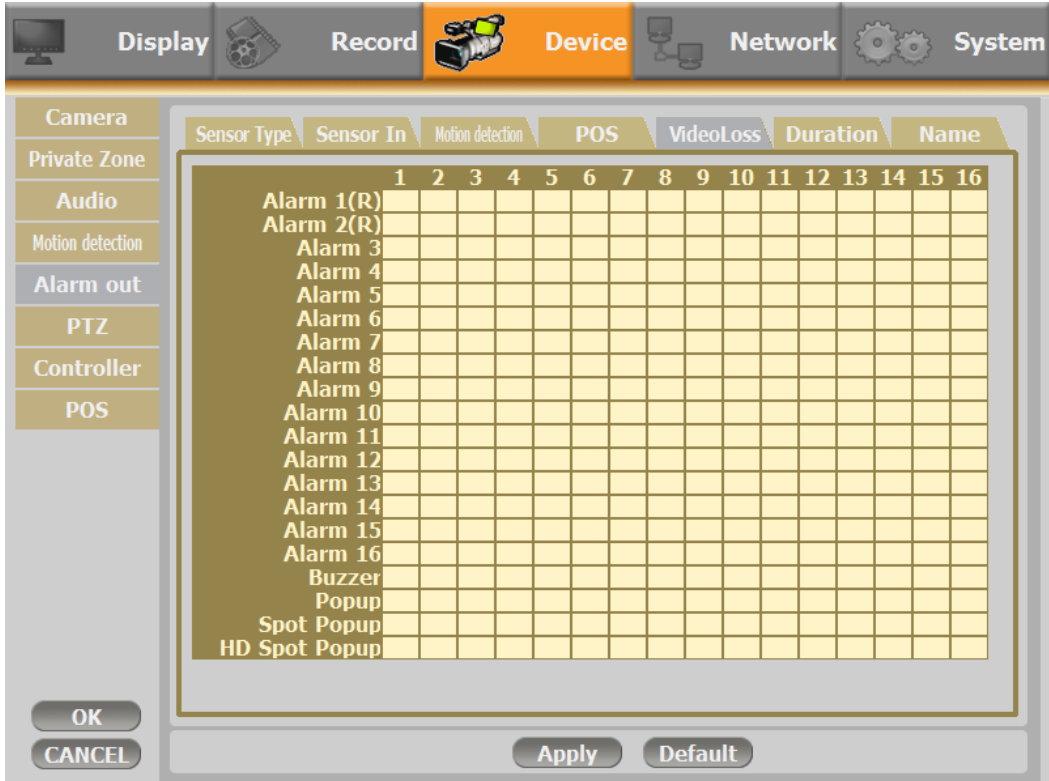 Display Record Device Network System
Camera
Private Zone
Audio
Motion detection
Alarm out
PTZ
Controller
POS
OK
CANCEL
Sensor Type Sensor In Motion detection POS VideoLoss Duration Name
1 2 3 4 5 6 7 8 9 10 11 12 13 14 15 16
Alarm 1(R)
Alarm 2(R)
Alarm 3
Alarm 4
Alarm 5
Alarm 6
Alarm 7
Alarm 8
Alarm 9
Alarm 10
Alarm 11
Alarm 12
Alarm 13
Alarm 14
Alarm 15
Alarm 16
Buzzer
Popup
Spot Popup
HD Spot Popup
Apply Default